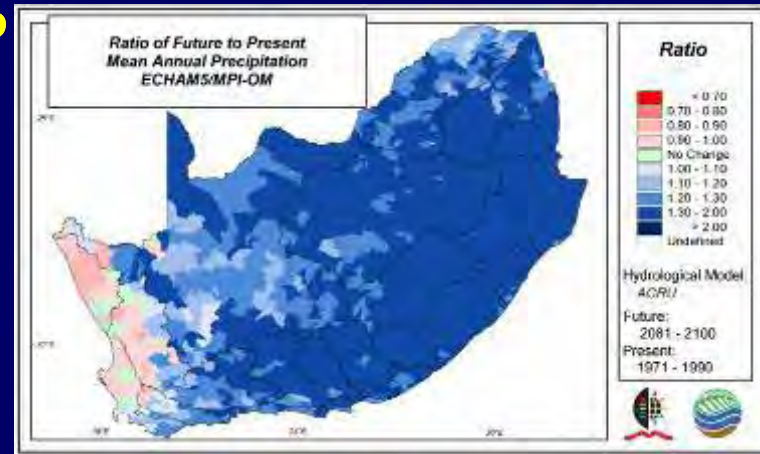 Ratio of Future to Present
Mean Annual Precipitation
ECHAM5/MPI-OM
Ratio
< 0.70
0.70 - 0.80
0.80 - 0.90
0.90 - 1.00
No Change
1.00 - 1.10
1.10 - 1.20
1.20 - 1.30
1.30 - 2.00
> 2.00
Undefined
Hydrological Model:
ACRU
Future:
2081 - 2100
Present:
1971 - 1990